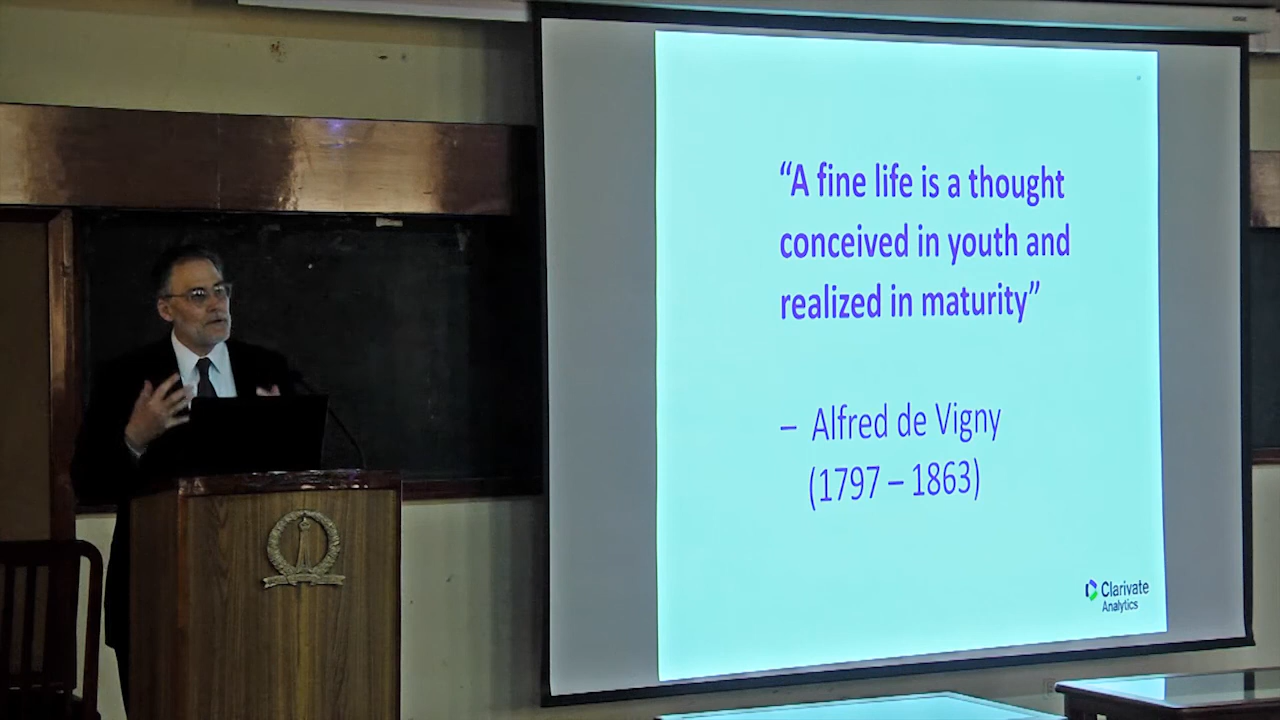 “A fine life is a thought
conceived in youth and
realized in maturity”
– Alfred de Vigny
(1797 – 1863)
Clarivate
Analytics